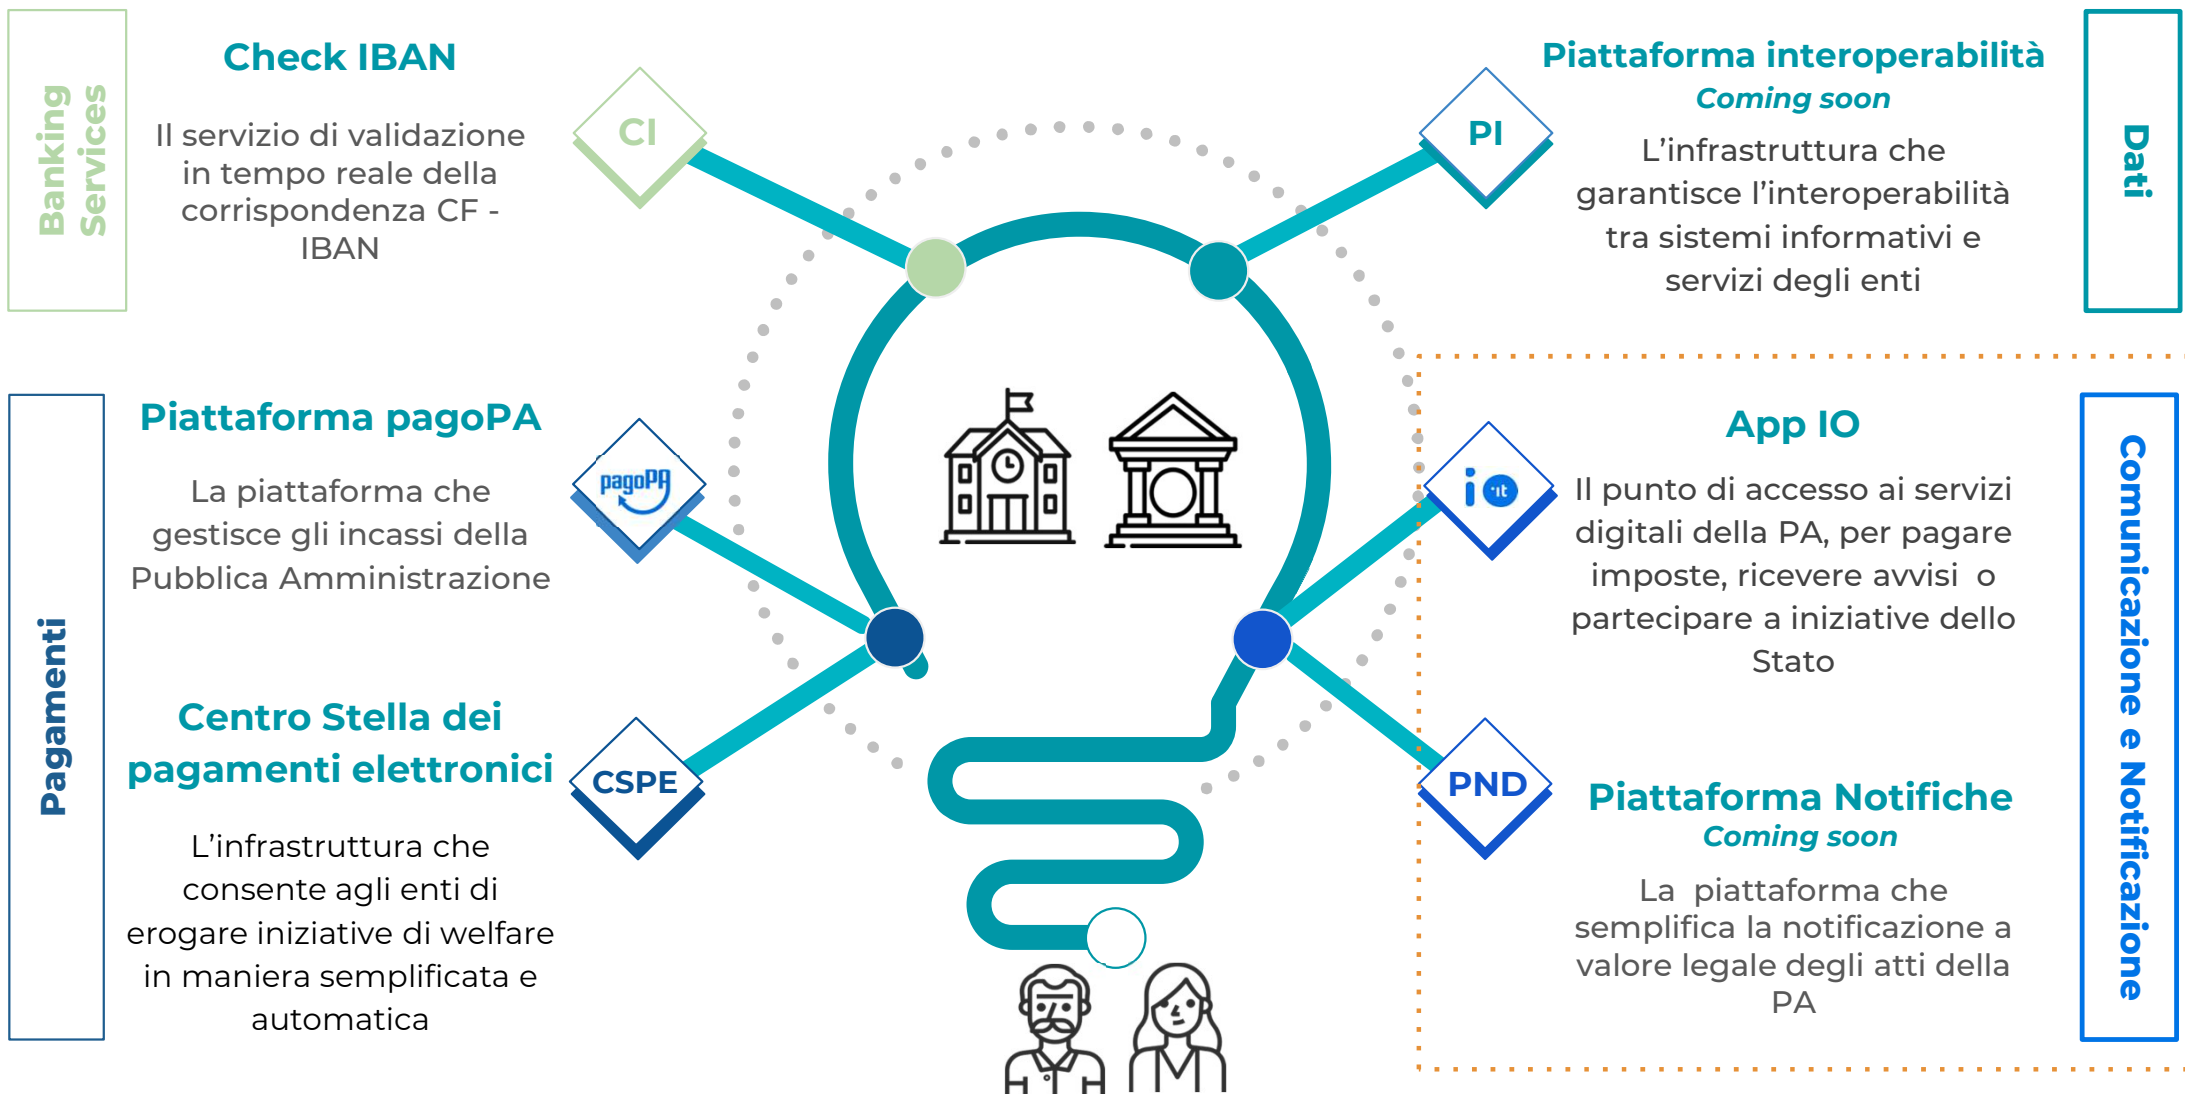 Banking
Services
Check IBAN
Il servizio di validazione
in tempo reale della
corrispondenza CF -
IBAN
CI
PI
Piattaforma interoperabilità
Coming soon
L’infrastruttura che
garantisce l’interoperabilità
tra sistemi informativi e
servizi degli enti
Dati
Pagamenti
Piattaforma pagoPA
La piattaforma che
gestisce gli incassi della
Pubblica Amministrazione
pagoPA
Centro Stella dei
pagamenti elettronici
L’infrastruttura che
consente agli enti di
erogare iniziative di welfare
in maniera semplificata e
automatica
CSPE
io.it
App IO
Il punto di accesso ai servizi
digitali della PA, per pagare
imposte, ricevere avvisi  o
partecipare a iniziative dello
Stato
PND
Piattaforma Notifiche
Coming soon
La  piattaforma che
semplifica la notificazione a
valore legale degli atti della
PA
Comunicazione e Notificazione